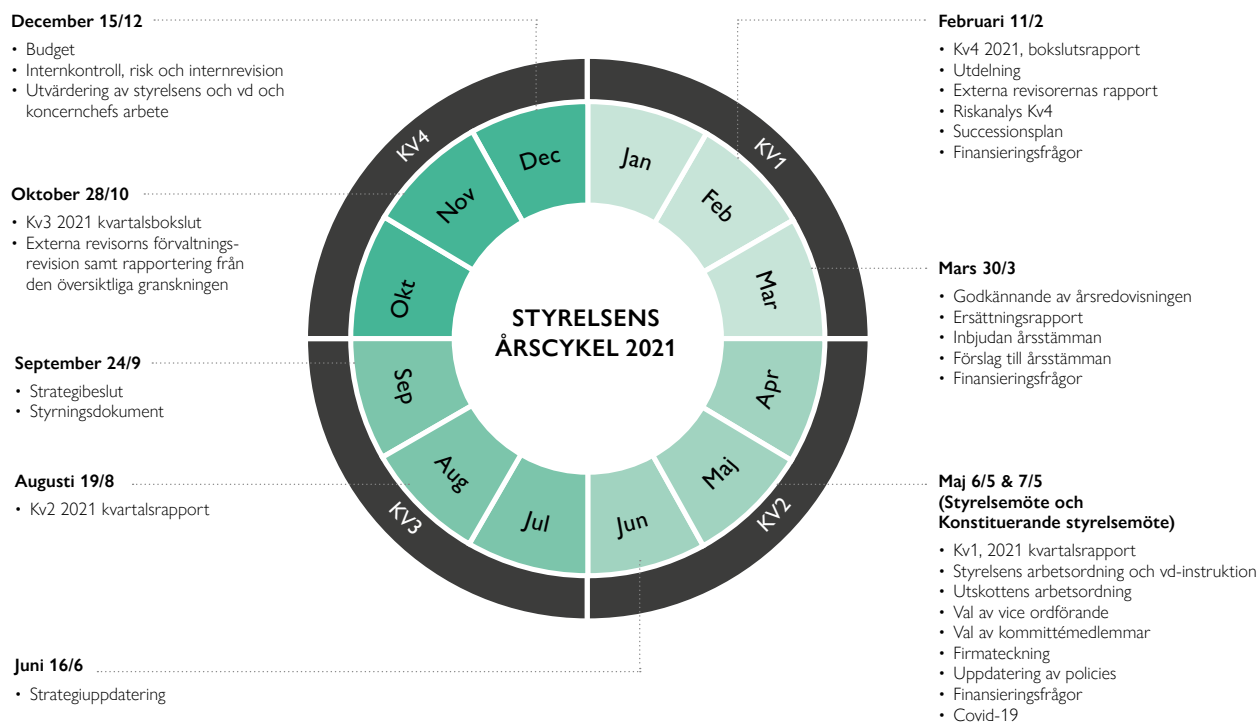 December 15/12
• Budget
• Internkontroll, risk och internrevision
• Utvärdering av styrelsens och vd och
koncernchefs arbete
Oktober 28/10
• Kv3 2021 kvartalsbokslut
• Externa revisorns förvaltnings-
revision samt rapportering från
den översiktliga granskningen
September 24/9
• Strategibeslut
• Styrningsdokument
Augusti 19/8
• Kv2 2021 kvartalsrapport
Juni 16/6
• Strategiuppdatering
STYRELSENS
ÅRSCYKEL 2021
KV1
Jan
Feb
Mar
KV2
Apr
Maj
Jun
KV3
Jul
Aug
Sep
KV4
Okt
Nov
Dec
Februari 11/2
• Kv4 2021, bokslutsrapport
• Utdelning
• Externa revisorernas rapport
• Riskanalys Kv4
• Successionsplan
• Finansieringsfrågor
Mars 30/3
• Godkännande av årsredovisningen
• Ersättningsrapport
• Inbjudan årsstämman
• Förslag till årsstämman
• Finansieringsfrågor
Maj 6/5 & 7/5
(Styrelsemöte och
Konstituerande styrelsemöte)
• Kv1, 2021 kvartalsrapport
• Styrelsens arbetsordning och vd-instruktion
• Utskottens arbetsordning
• Val av vice ordförande
• Val av kommittémedlemmar
• Firmateckning
• Uppdatering av policies
• Finansieringsfrågor
• Covid-19